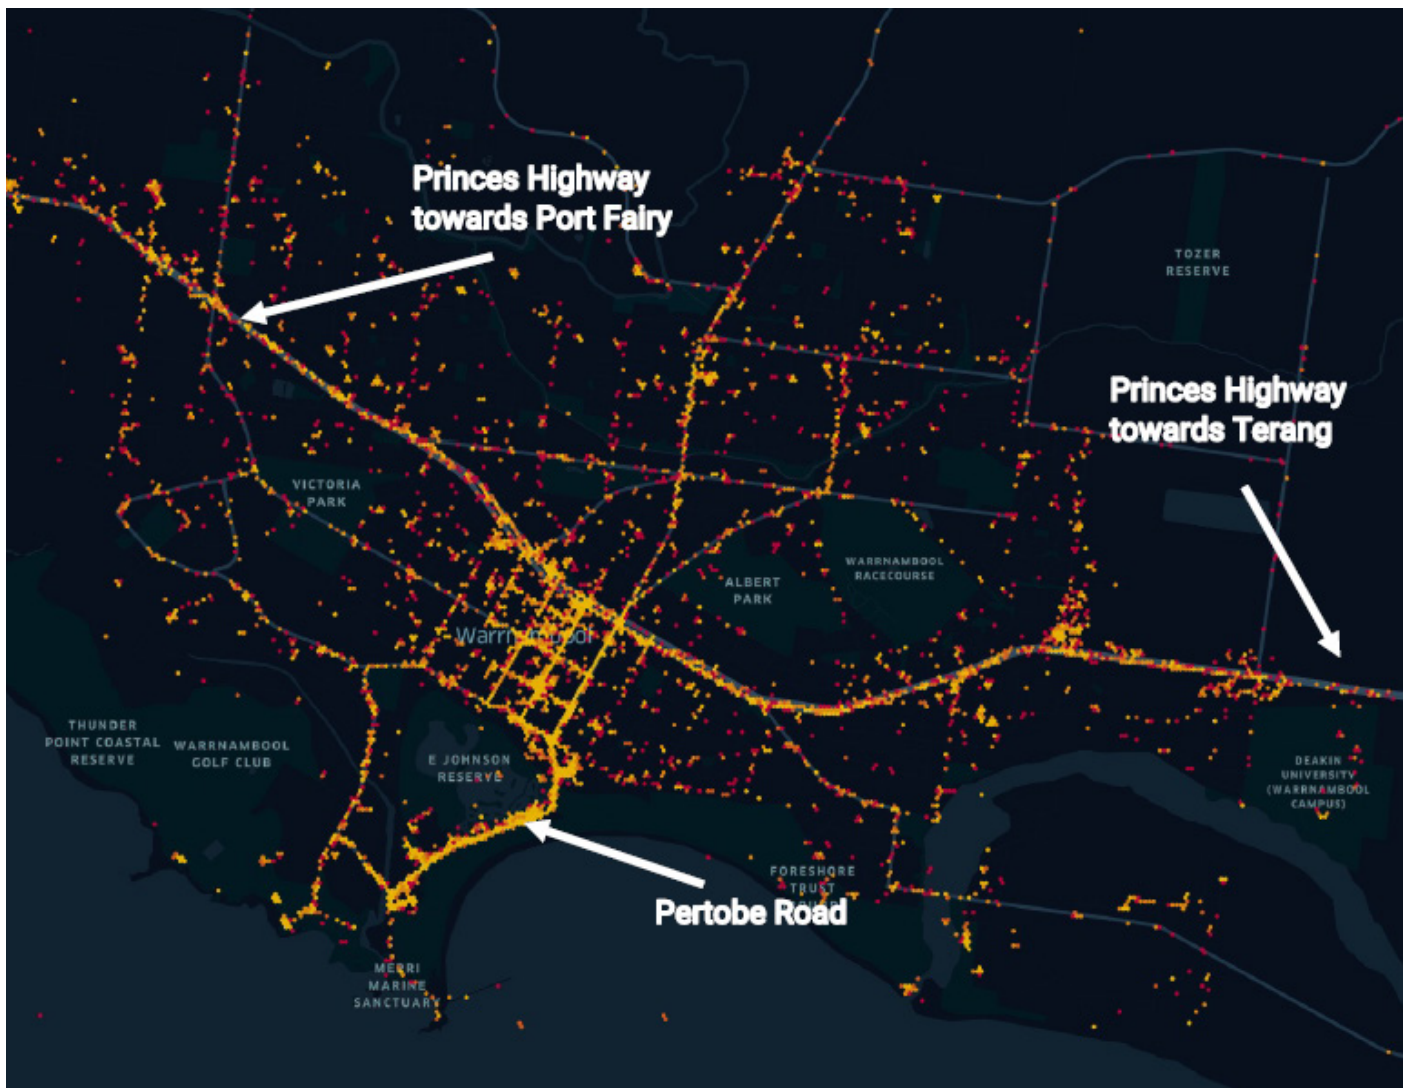 Princes Highway
towards Port Fairy
TOZER
RESERVE
Princes Highway
towards Terang
VICTORIA
PARK
WARRNAMBOOL
RACECOURSE
ALBERT
PARK
Warrnambool
THUNDER
POINT COASTAL
RESERVE
WARRNAMBOOL
GOLF CLUB
E JOHNSON
RESERVE
DEAKIN
UNIVERSITY
(WARRNAMBOOL
CAMPUS)
FORESHORE
TRUST
Pertobe Road
MERRI
MARINE
SANCTUARY